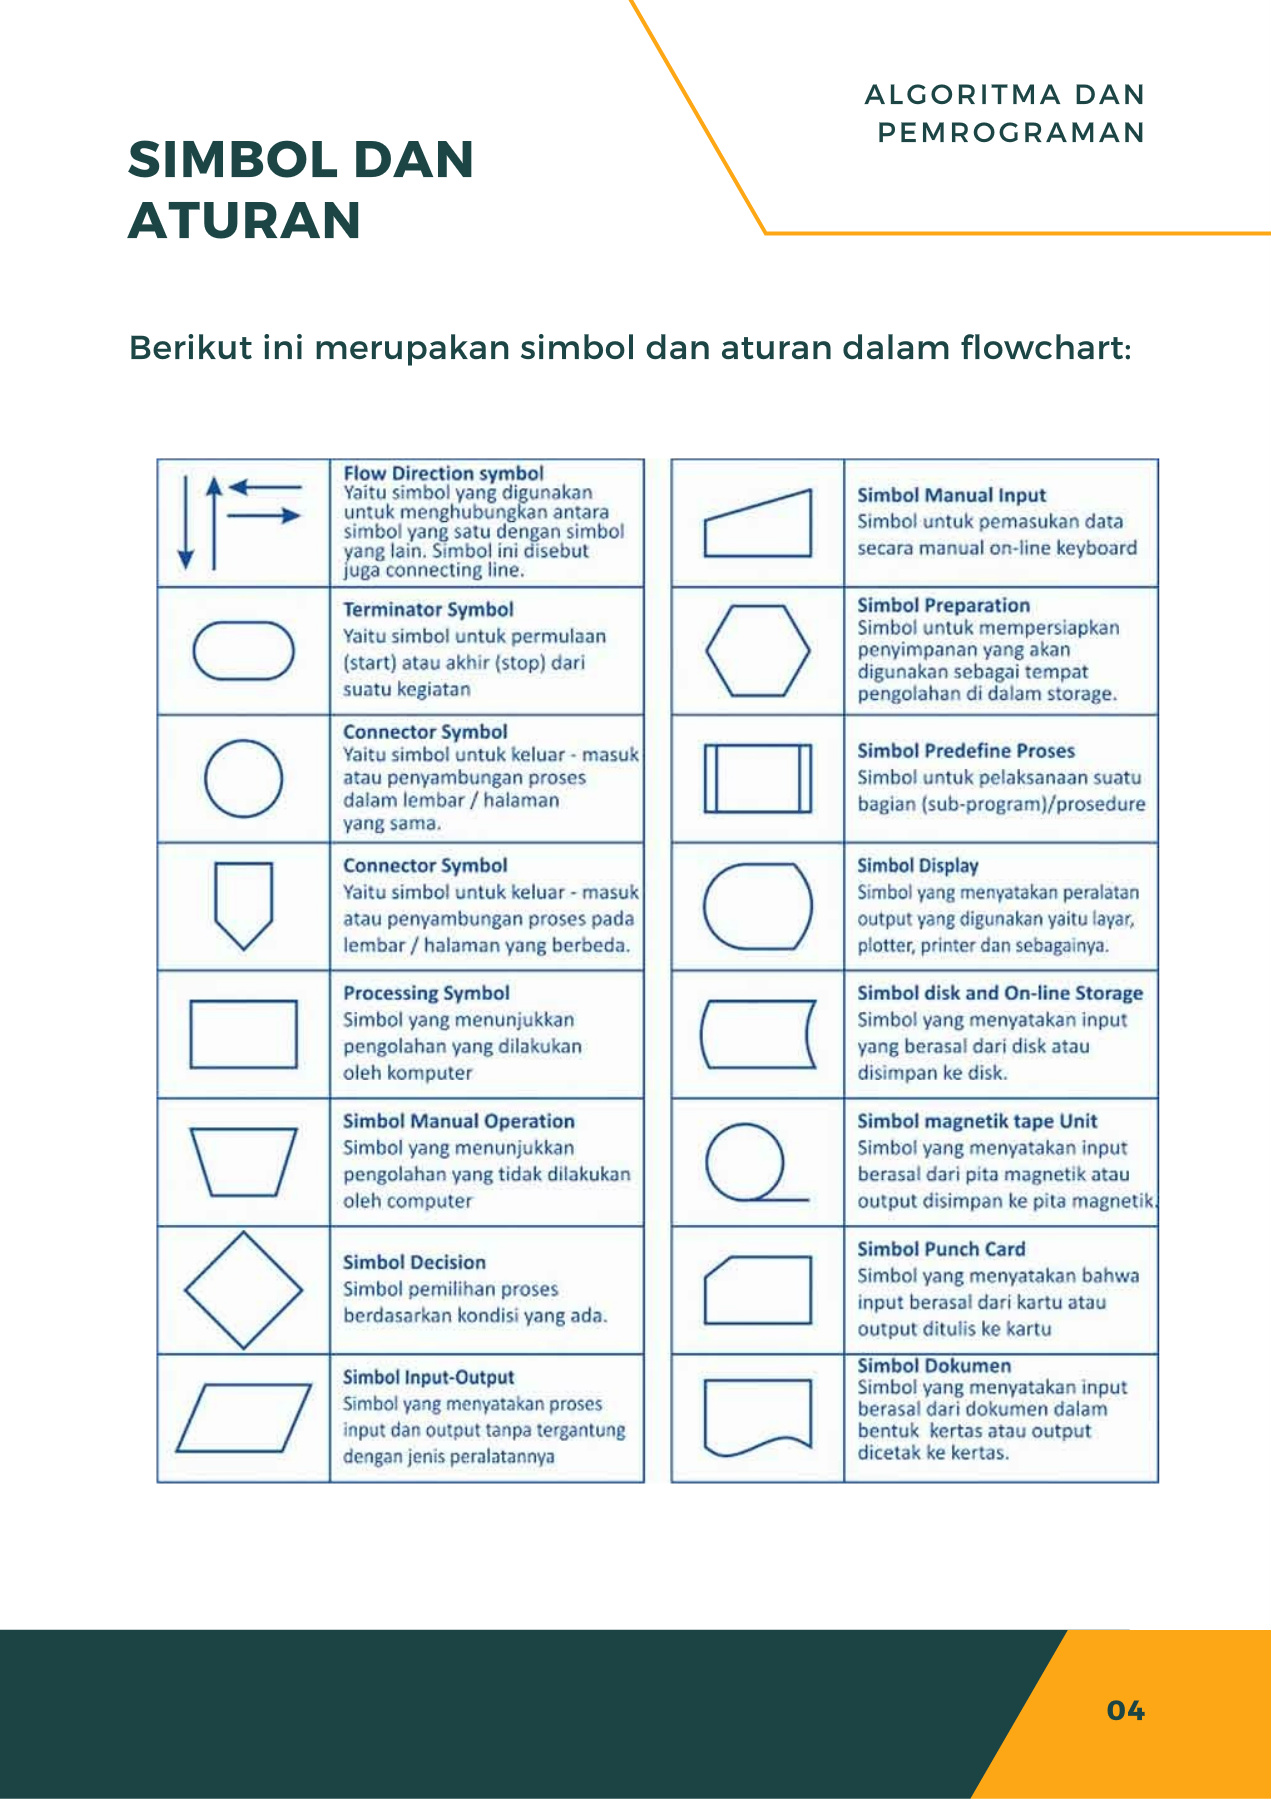 ALGORITMA DAN
PEMROGRAMAN
SIMBOL DAN
ATURAN
Berikut ini merupakan simbol dan aturan dalam flowchart:
Flow Direction symbol
Yaitu simbol yang digunakan
untuk menghubungkan antara
simbol yang satu dengan simbol
yang lain. Simbol ini disebut
juga connecting line.
Terminator Symbol
Yaitu simbol untuk permulaan
(start) atau akhir (stop) dari
suatu kegiatan
Connector Symbol
Yaitu simbol untuk keluar - masuk
atau penyambungan proses
dalam lembar / halaman
yang sama.
Connector Symbol
Yaitu simbol untuk keluar - masuk
atau penyambungan proses pada
lembar / halaman yang berbeda.
Processing Symbol
Simbol yang menunjukkan
pengolahan yang dilakukan
oleh komputer
Simbol Manual Operation
Simbol yang menunjukkan
pengolahan yang tidak dilakukan
oleh computer
Simbol Decision
Simbol pemilihan proses
berdasarkan kondisi yang ada.
Simbol Input-Output
Simbol yang menyatakan proses
input dan output tanpa tergantung
dengan jenis peralatannya
Simbol Manual Input
Simbol untuk pemasukan data
secara manual on-line keyboard
Simbol Preparation
Simbol untuk mempersiapkan
penyimpanan yang akan
digunakan sebagai tempat
pengolahan di dalam storage.
Simbol Predefine Proses
Simbol untuk pelaksanaan suatu
bagian (sub-program)/prosedure
Simbol Display
Simbol yang menyatakan peralatan
output yang digunakan yaitu layar,
plotter, printer dan sebagainya.
Simbol disk and On-line Storage
Simbol yang menyatakan input
yang berasal dari disk atau
disimpan ke disk.
Simbol magnetik tape Unit
Simbol yang menyatakan input
berasal dari pita magnetik atau
output disimpan ke pita magnetik.
Simbol Punch Card
Simbol yang menyatakan bahwa
input berasal dari kartu atau
output ditulis ke kartu
Simbol Dokumen
Simbol yang menyatakan input
berasal dari dokumen dalam
bentuk kertas atau output
dicetak ke kertas.
04